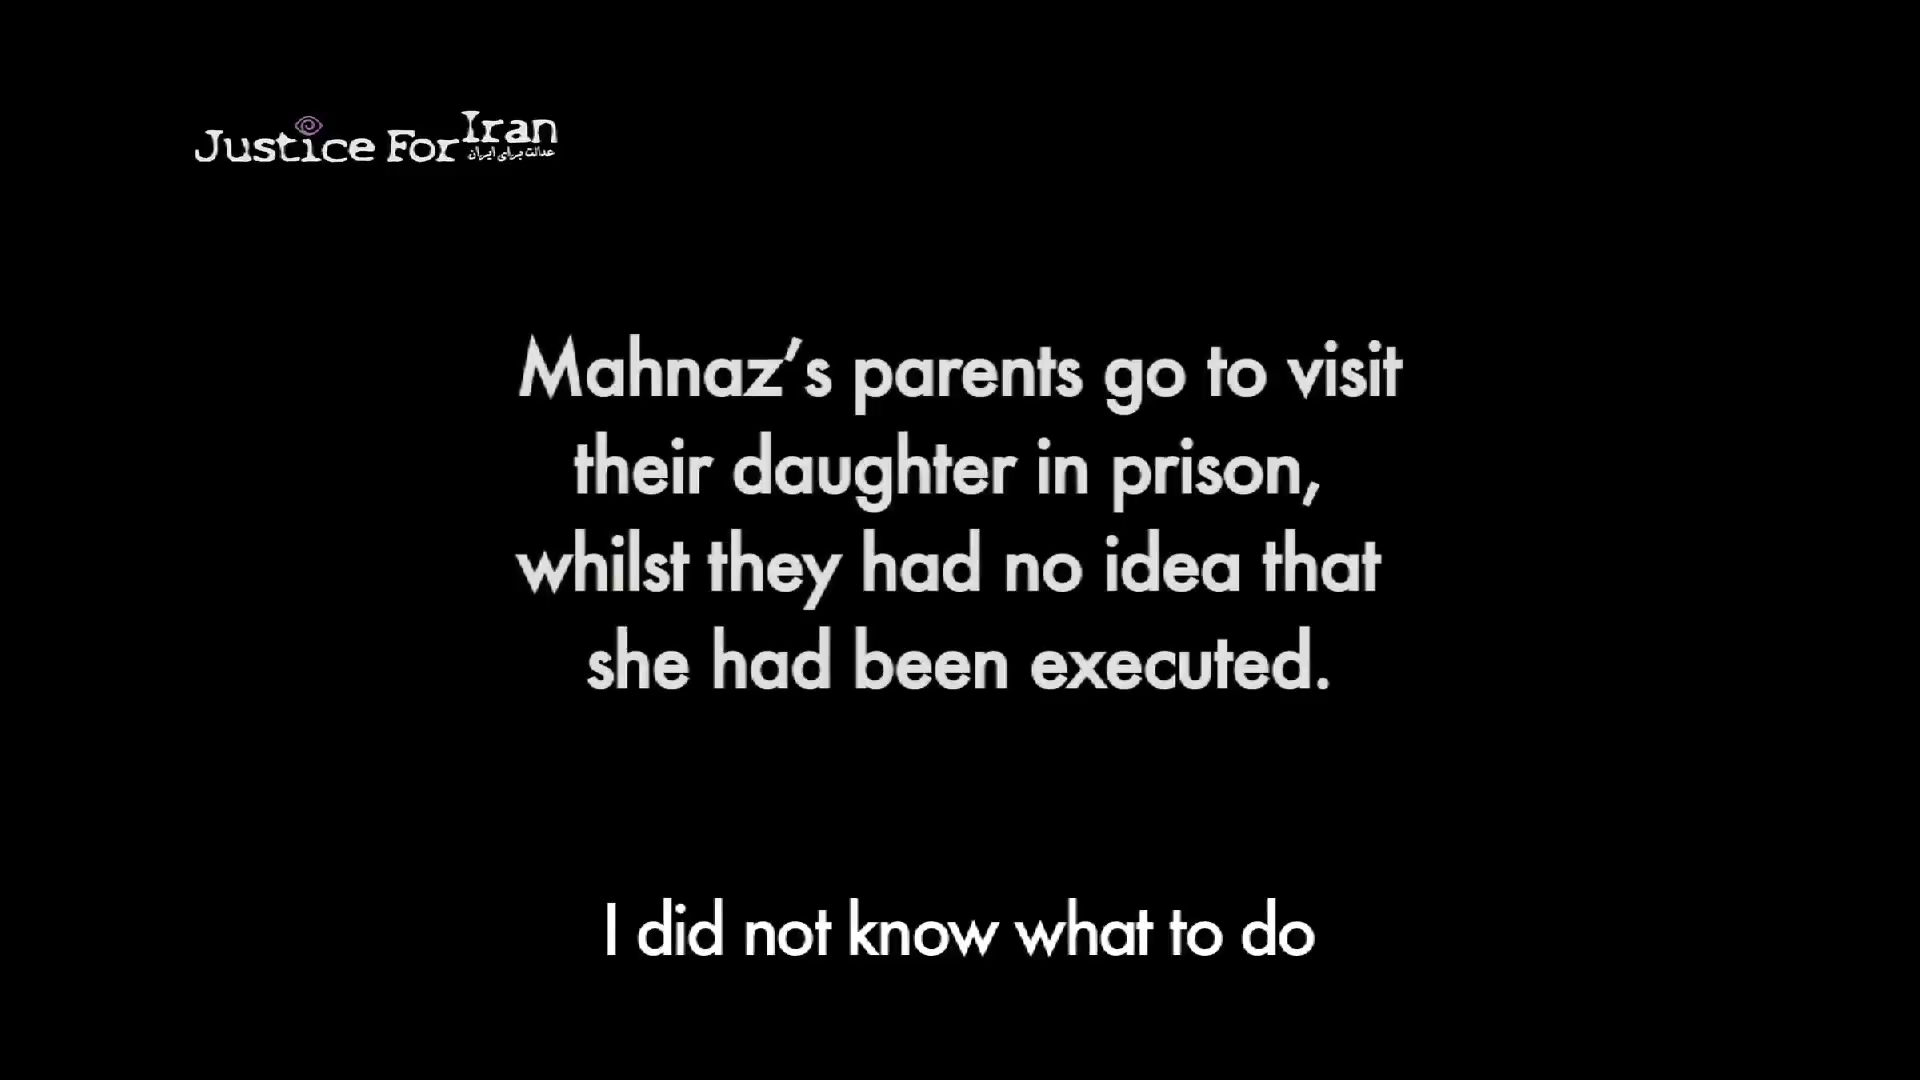 Justice For Iran
عدالت برای ایران
Mahnaz’s parents go to visit
their daughter in prison,
whilst they had no idea that
she had been executed.
I did not know what to do